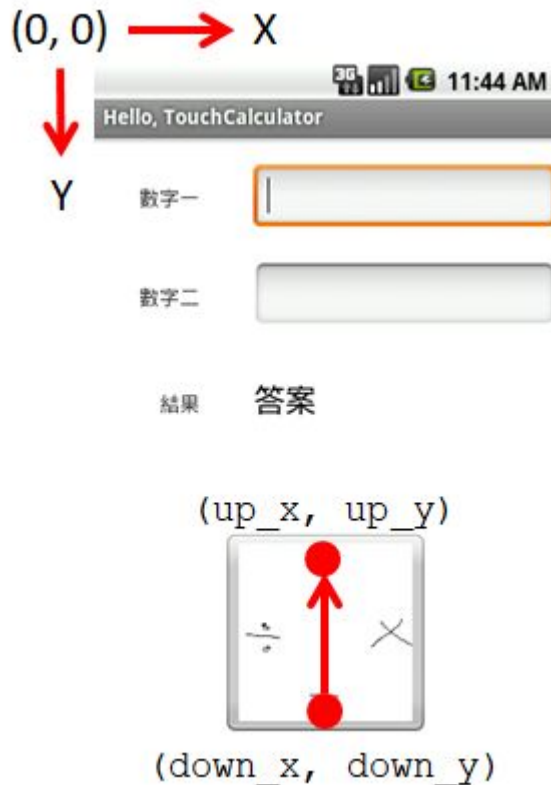 (0, 0) X
3G 11:44 AM
Hello, TouchCalculator
Y
數字一
數字二
結果 答案
(up_x, up_y)
÷ ×
(down_x, down_y)